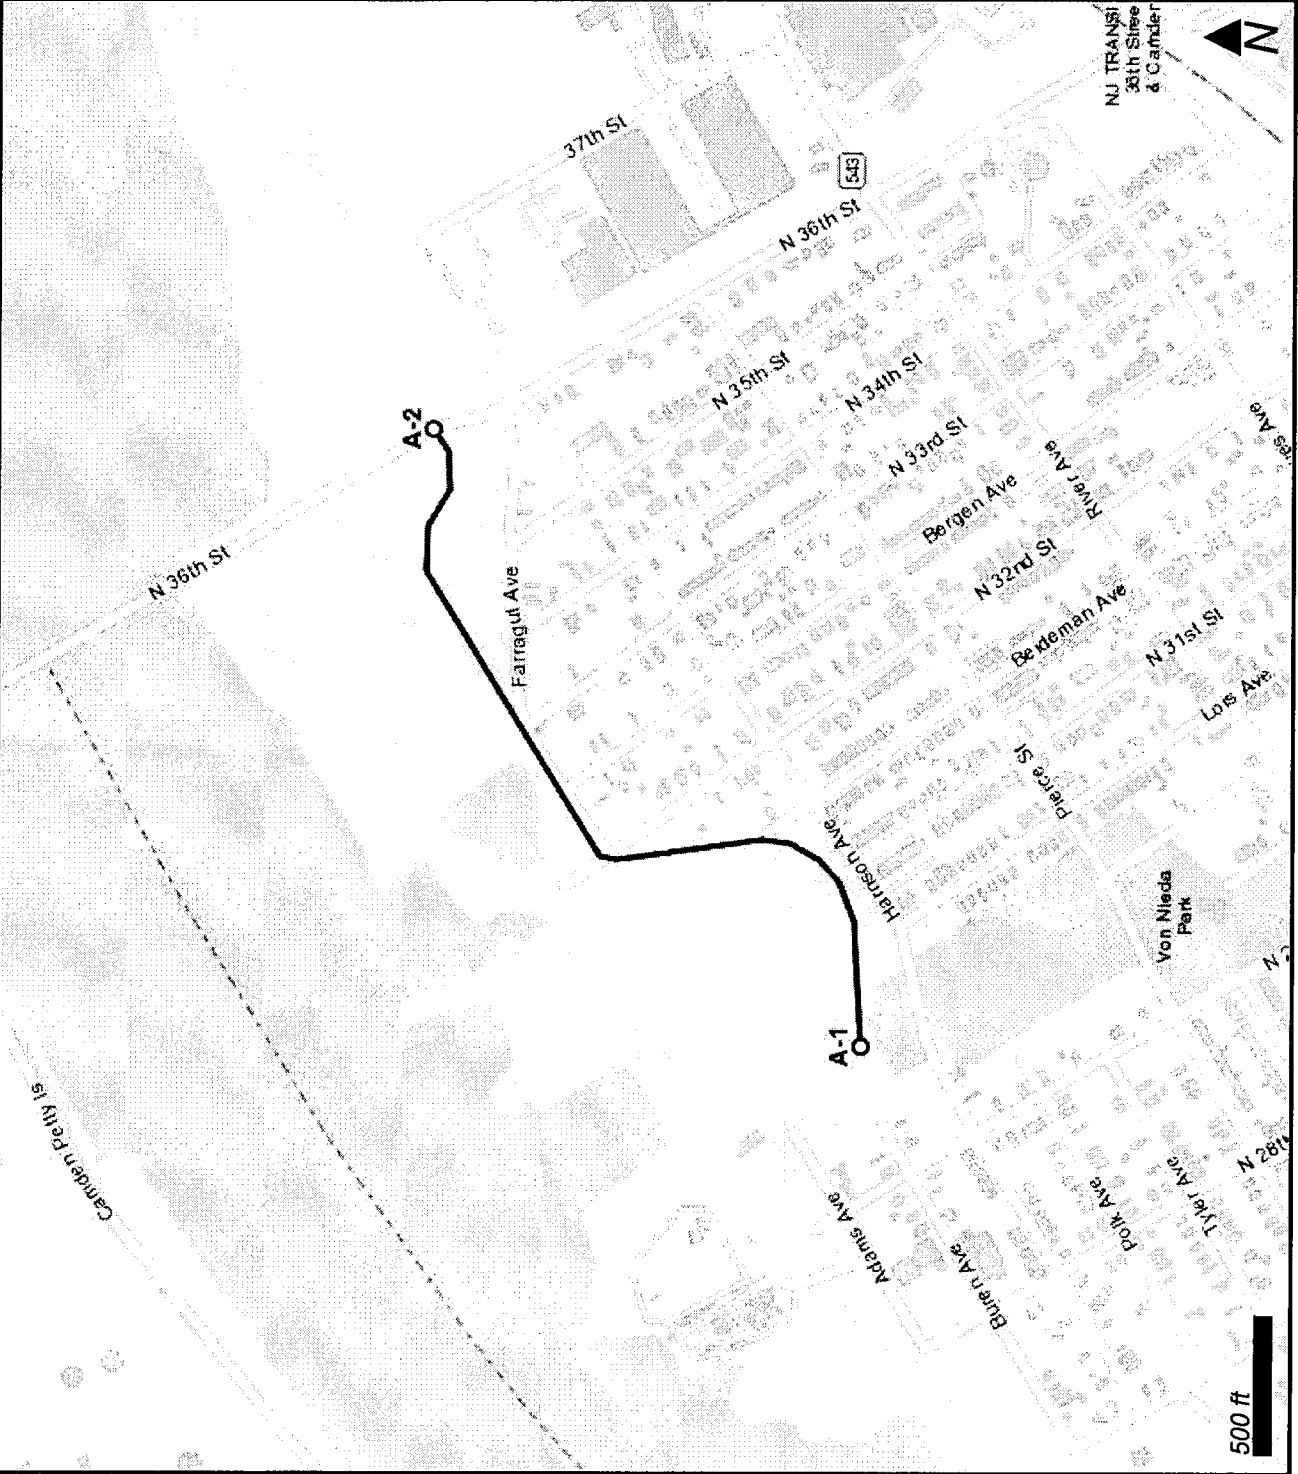 NJ TRANSI
36th Stree
& Camder
N
37th St
543
N 36th St
A-2
N 35th St
N 34th St
N 33rd St
N 36th St
Farragut Ave
Bergen Ave
River Ave
N 32nd St
Beideman Ave
N 31st St
Lois Ave
Pierce St
Harrison Ave
Von Nieda
Park
A-1
Camden Petty Is
Adams Ave
Buren Ave
Polk Ave
Tyler Ave
N 28th
500 ft